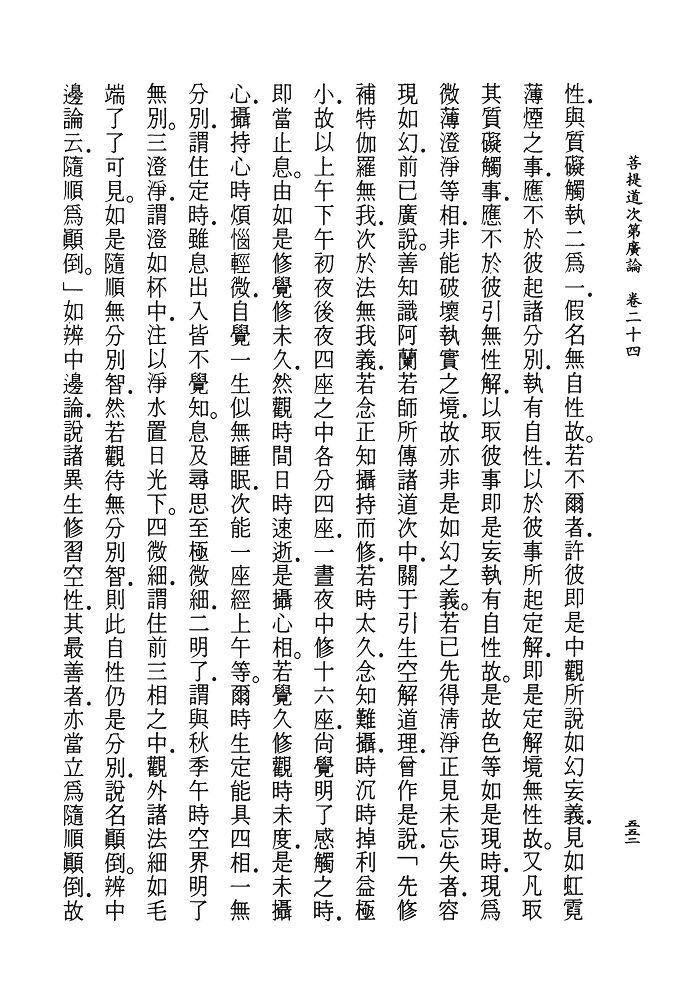 菩提道次第廣論　卷二十四
五五二
性．與質礙觸執二爲一．假名無自性故。若不爾者．許彼即是中觀所說如幻妄義．見如虹霓
薄煙之事．應不於彼起諸分別．執有自性．以於彼事所起定解．即是定解境無性故。又凡取
其質礙觸事．應不於彼引無性解．以取彼事即是妄執有自性故。是故色等如是現時．現爲
微薄澄淨等相．非能破壞執實之境．故亦非是如幻之義。若已先得淸淨正見未忘失者．容
現如幻．前已廣說。善知識阿蘭若師所傳諸道次中．關于引生空解道理．曾作是說．「先修
補特伽羅無我．次於法無我義．若念正知攝持而修．若時太久．念知難攝．時沉時掉利益極
小．故以上午下午初夜後夜四座之中各分四座．一晝夜中修十六座．尙覺明了感觸之時．
即當止息。由如是修覺修未久．然觀時間日時速逝．是攝心相。若覺久修觀時未度．是未攝
心．攝持心時煩惱輕微．自覺一生似無睡眠．次能一座經上午等。爾時生定能具四相．一無
分別．謂住定時．雖息出入皆不覺知。息及尋思至極微細．二明了．謂與秋季午時空界明了
無別。三澄淨．謂澄如杯中．注以淨水置日光下。四微細．謂住前三相之中．觀外諸法細如毛
端了了可見。如是隨順無分別智．然若觀待無分別智．則此自性仍是分別．說名顚倒。辨中
邊論云．隨順爲顚倒。」如辨中邊論．說諸異生修習空性．其最善者．亦當立爲隨順顚倒．故